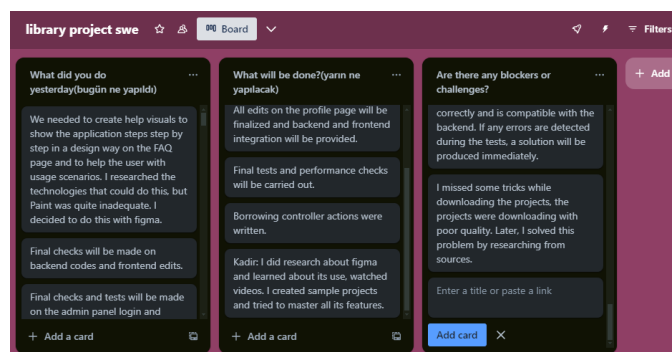 library project swe
Board
Filters
What did you do
yesterday(bugün ne yapıldı)
We needed to create help visuals to
show the application steps step by
step in a design way on the FAQ
page and to help the user with
usage scenarios. I researched the
technologies that could do this, but
Paint was quite inadequate. I
decided to do this with figma.
Final checks will be made on
backend codes and frontend edits.
Final checks and tests will be made
on the admin panel login and
+ Add a card
What will be done?(yarın ne
yapılacak)
All edits on the profile page will be
finalized and backend and frontend
integration will be provided.
Final tests and performance checks
will be carried out.
Borrowing controller actions were
written.
Kadir: I did research about figma
and learned about its use, watched
videos. I created sample projects
and tried to master all its features.
+ Add a card
Are there any blockers or
challenges?
correctly and is compatible with the
backend. If any errors are detected
during the tests, a solution will be
produced immediately.
I missed some tricks while
downloading the projects, the
projects were downloading with
poor quality. Later, I solved this
problem by researching from
sources.
Enter a title or paste a link
Add card
+ Add